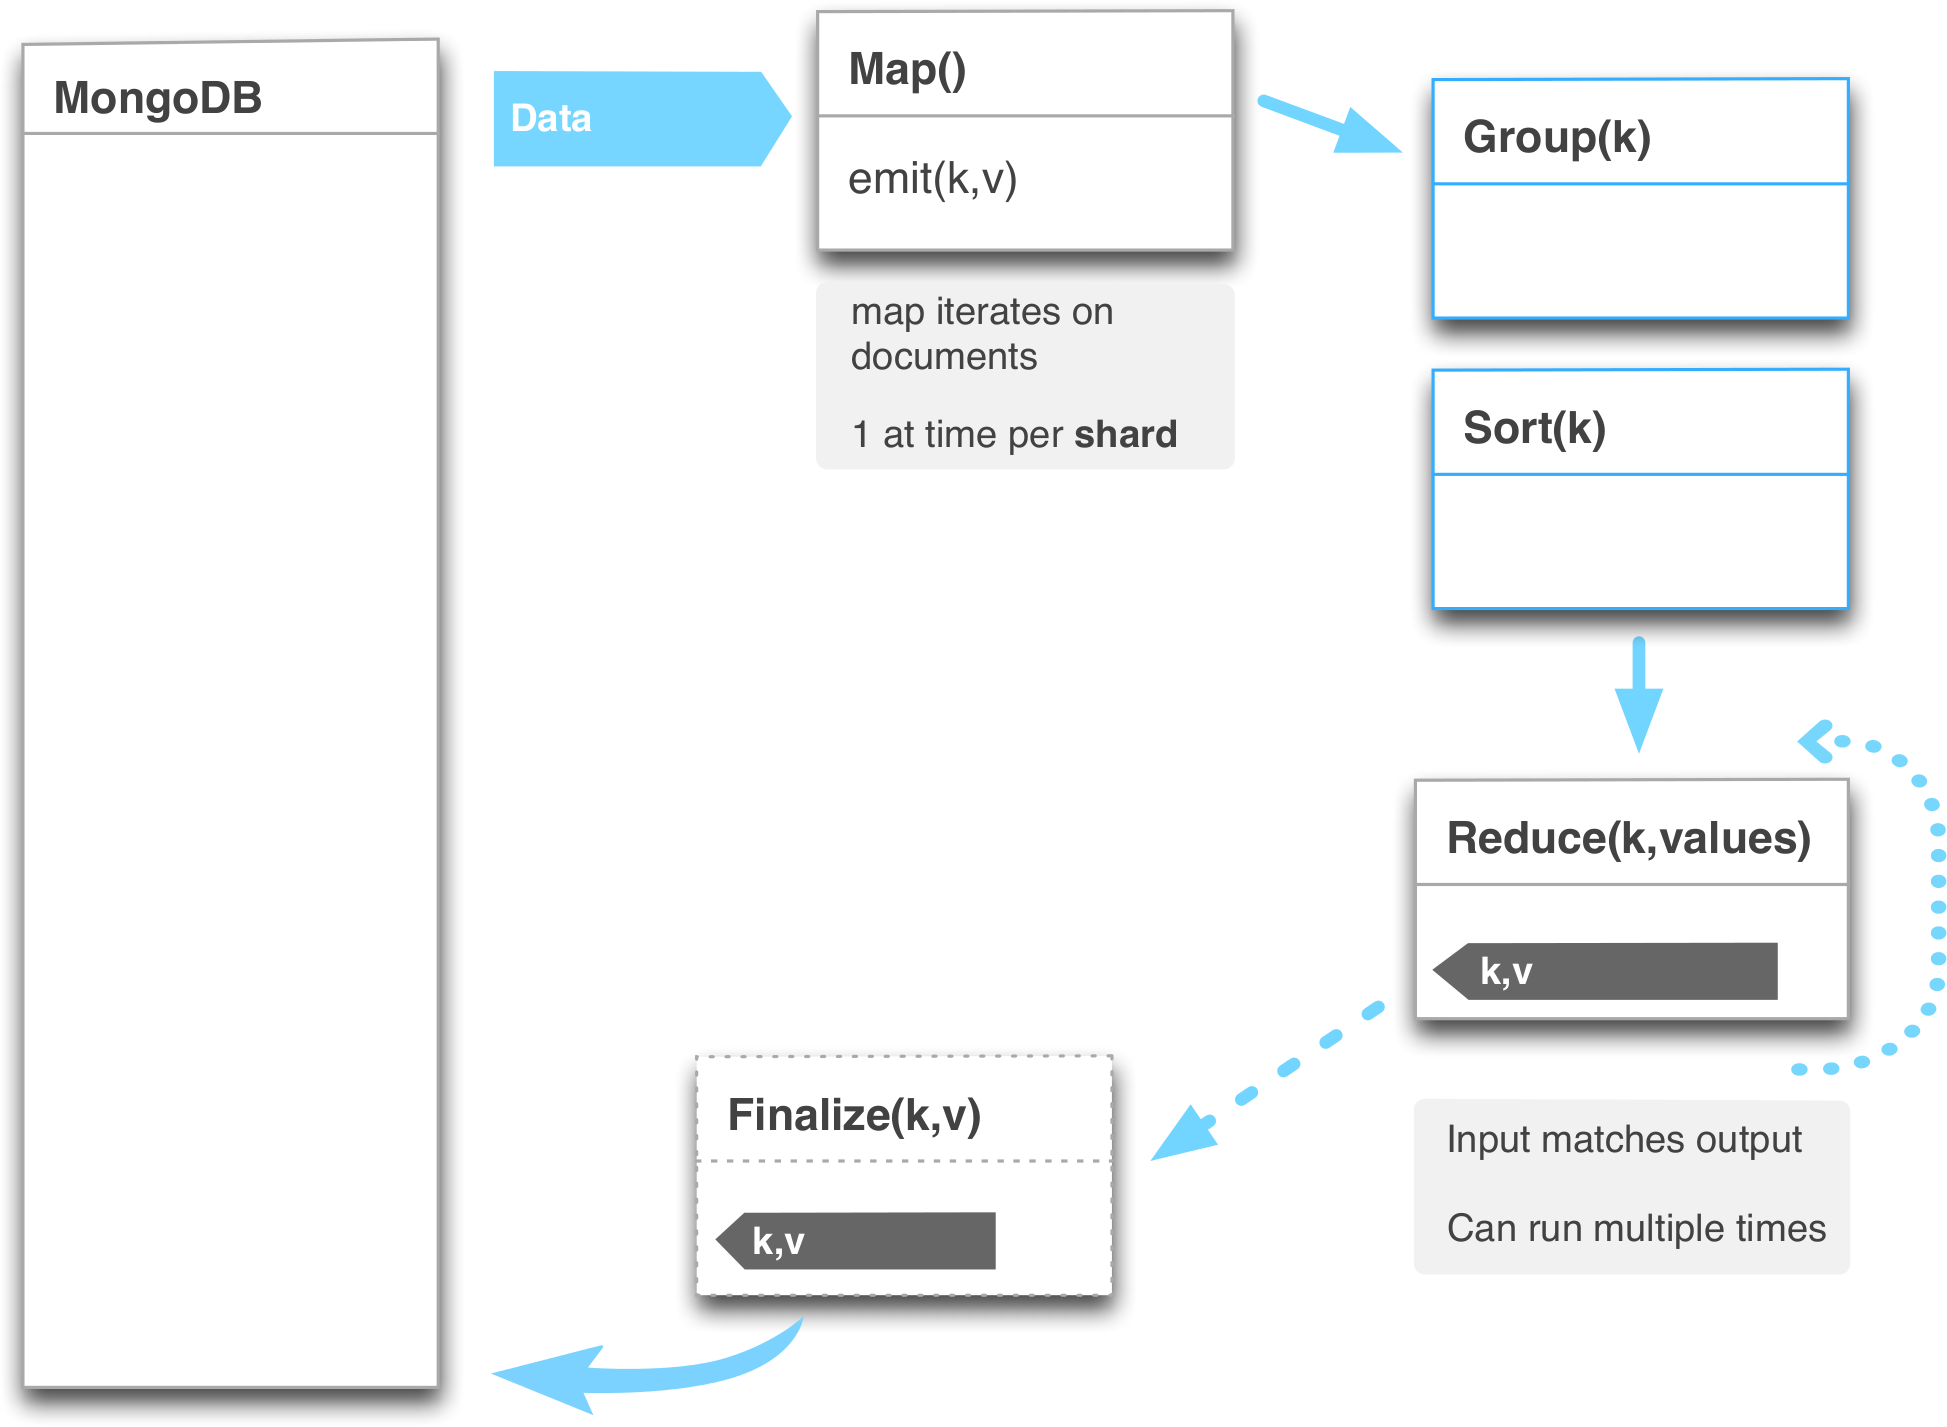 MongoDB
Data
Map()
emit(k,v)
map iterates on
documents
1 at time per shard
Group(k)
Sort(k)
Reduce(k,values)
k,v
Input matches output
Can run multiple times
Finalize(k,v)
k,v